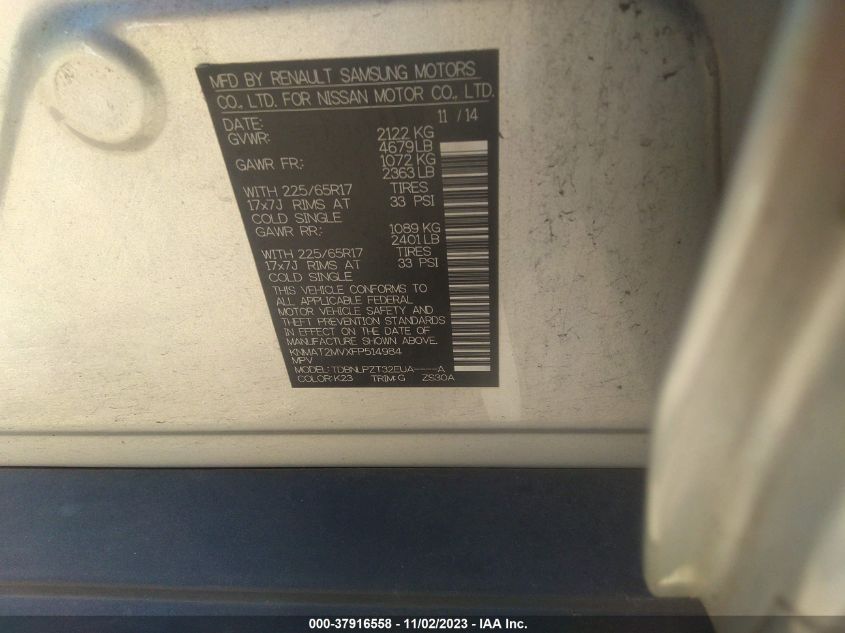 MFD BY RENAULT SAMSUNG MOTORS
CO., LTD. FOR NISSAN MOTOR CO., LTD.
DATE: 11 / 14
GVWR: 2122 KG
4679 LB
GAWR FR: 1072 KG
2363 LB
WITH 225/65R17 TIRES
17x7J RIMS AT 33 PSI
COLD SINGLE
GAWR RR: 1089 KG
2401 LB
WITH 225/65R17 TIRES
17x7J RIMS AT 33 PSI
COLD SINGLE
THIS VEHICLE CONFORMS TO
ALL APPLICABLE FEDERAL
MOTOR VEHICLE SAFETY AND
THEFT PREVENTION STANDARDS
IN EFFECT ON THE DATE OF
MANUFACTURE SHOWN ABOVE.
KNMAT2MVXFP514984
MPV
MODEL: TDBNLPZT32EUA----A
COLOR: K23 TRIM: G ZS30A
000-37916558 - 11/02/2023 - IAA Inc.